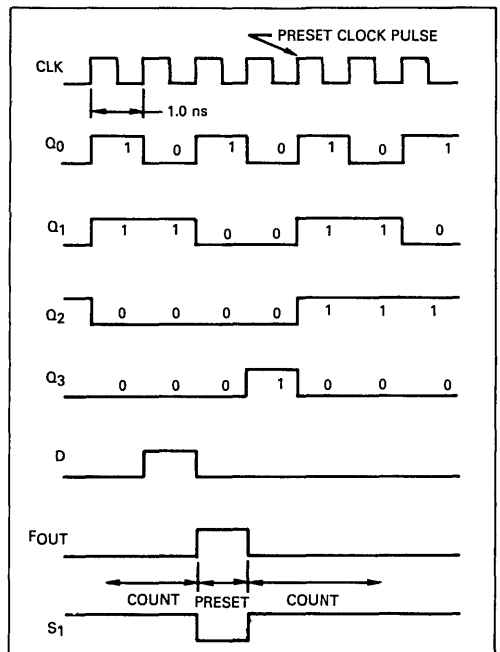 PRESET CLOCK PULSE
CLK
1.0 ns
Q0 1 0 1 0 1 0 1
Q1 1 1 0 0 1 1 0
Q2 0 0 0 0 1 1 1
Q3 0 0 0 1 0 0 0
D
FOUT
COUNT PRESET COUNT
S1